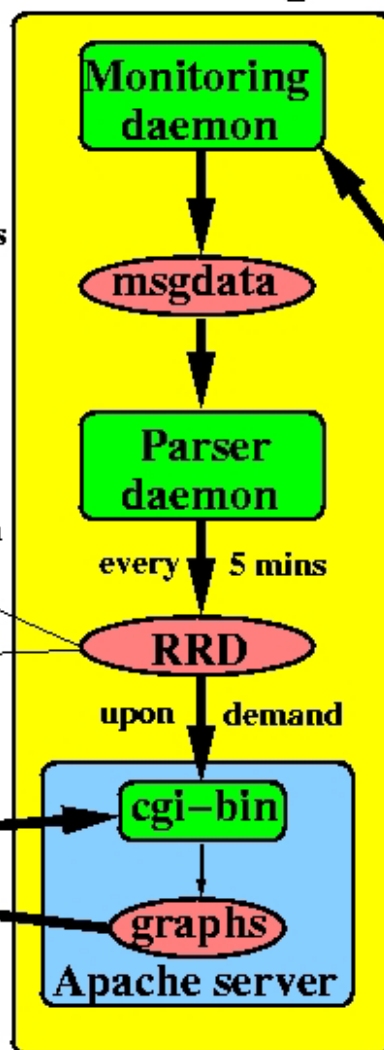 Monitoring
daemon
s
msgdata
Parser
daemon
every 5 mins
RRD
upon demand
cgi-bin
graphs
Apache server